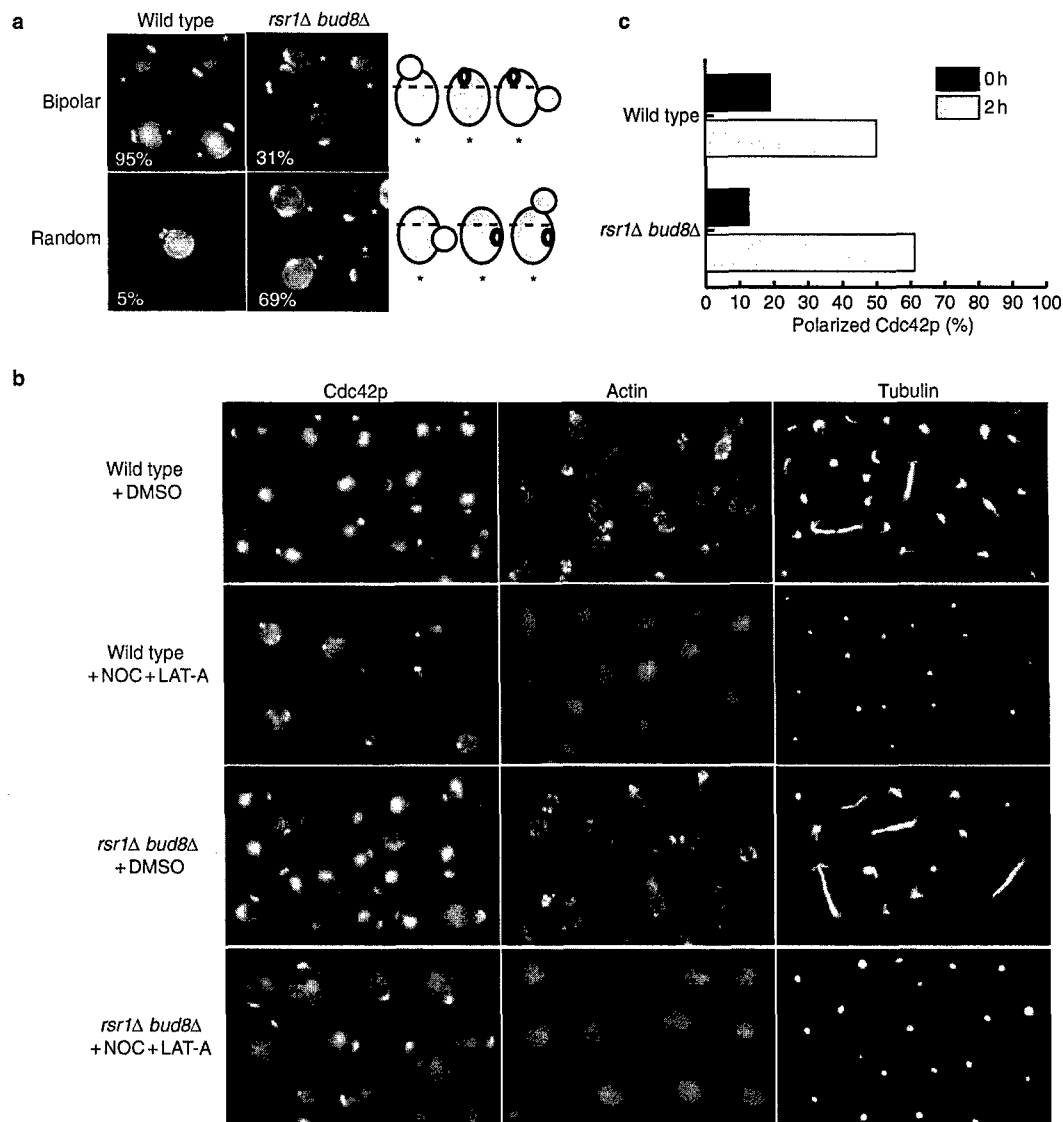 a
Wild type
rsr1Δ bud8Δ
Bipolar
95%
31%
Random
5%
69%
* * *
* * *
c
0 h
2 h
Wild type
rsr1Δ bud8Δ
0 10 20 30 40 50 60 70 80 90 100
Polarized Cdc42p (%)
b
Cdc42p
Actin
Tubulin
Wild type
+ DMSO
Wild type
+ NOC + LAT-A
rsr1Δ bud8Δ
+ DMSO
rsr1Δ bud8Δ
+ NOC + LAT-A